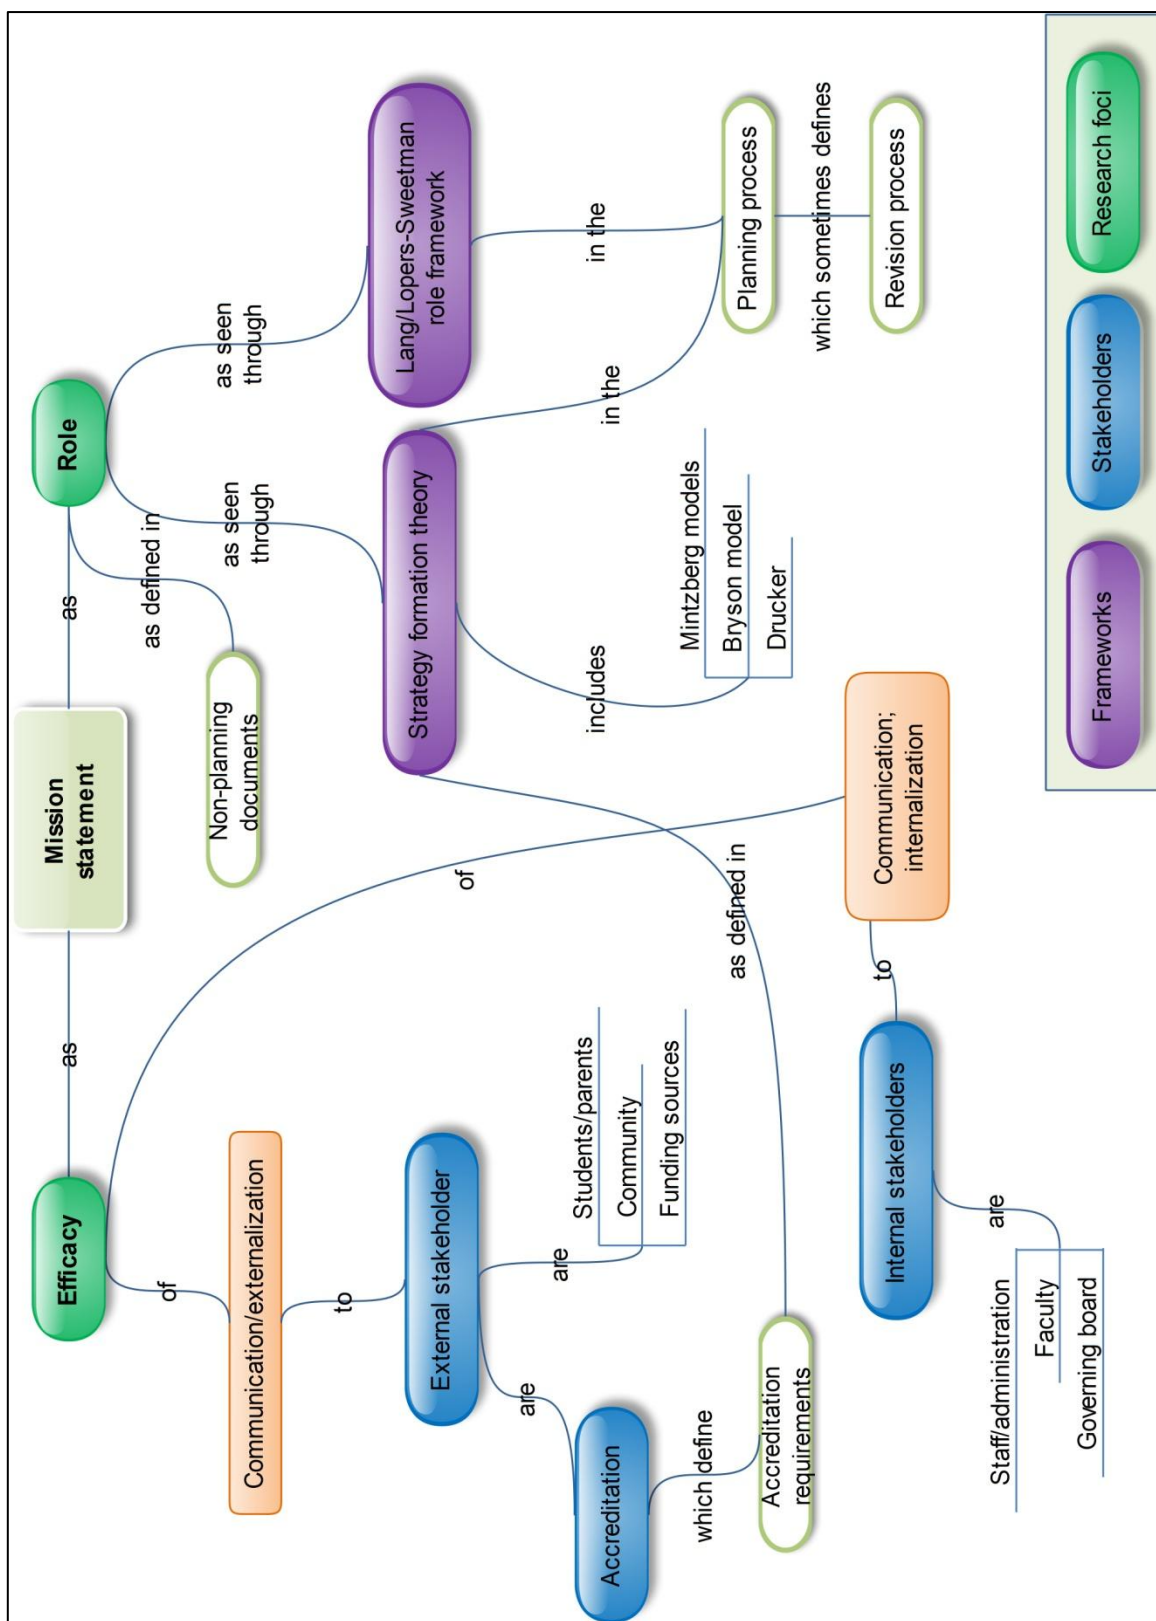 Mission
statement
as
Efficacy
as
Role
of
Communication/externalization
to
External stakeholder
are
Accreditation
which define
Accreditation
requirements
are
Students/parents
Community
Funding sources
of
Communication;
internalization
to
Internal stakeholders
are
Staff/administration
Faculty
Governing board
as defined in
Non-planning
documents
as seen
through
Strategy formation theory
as defined in
includes
Mintzberg models
Bryson model
Drucker
in the
as seen
through
Lang/Lopers-Sweetman
role framework
in the
Planning process
which sometimes defines
Revision process
Frameworks
Stakeholders
Research foci